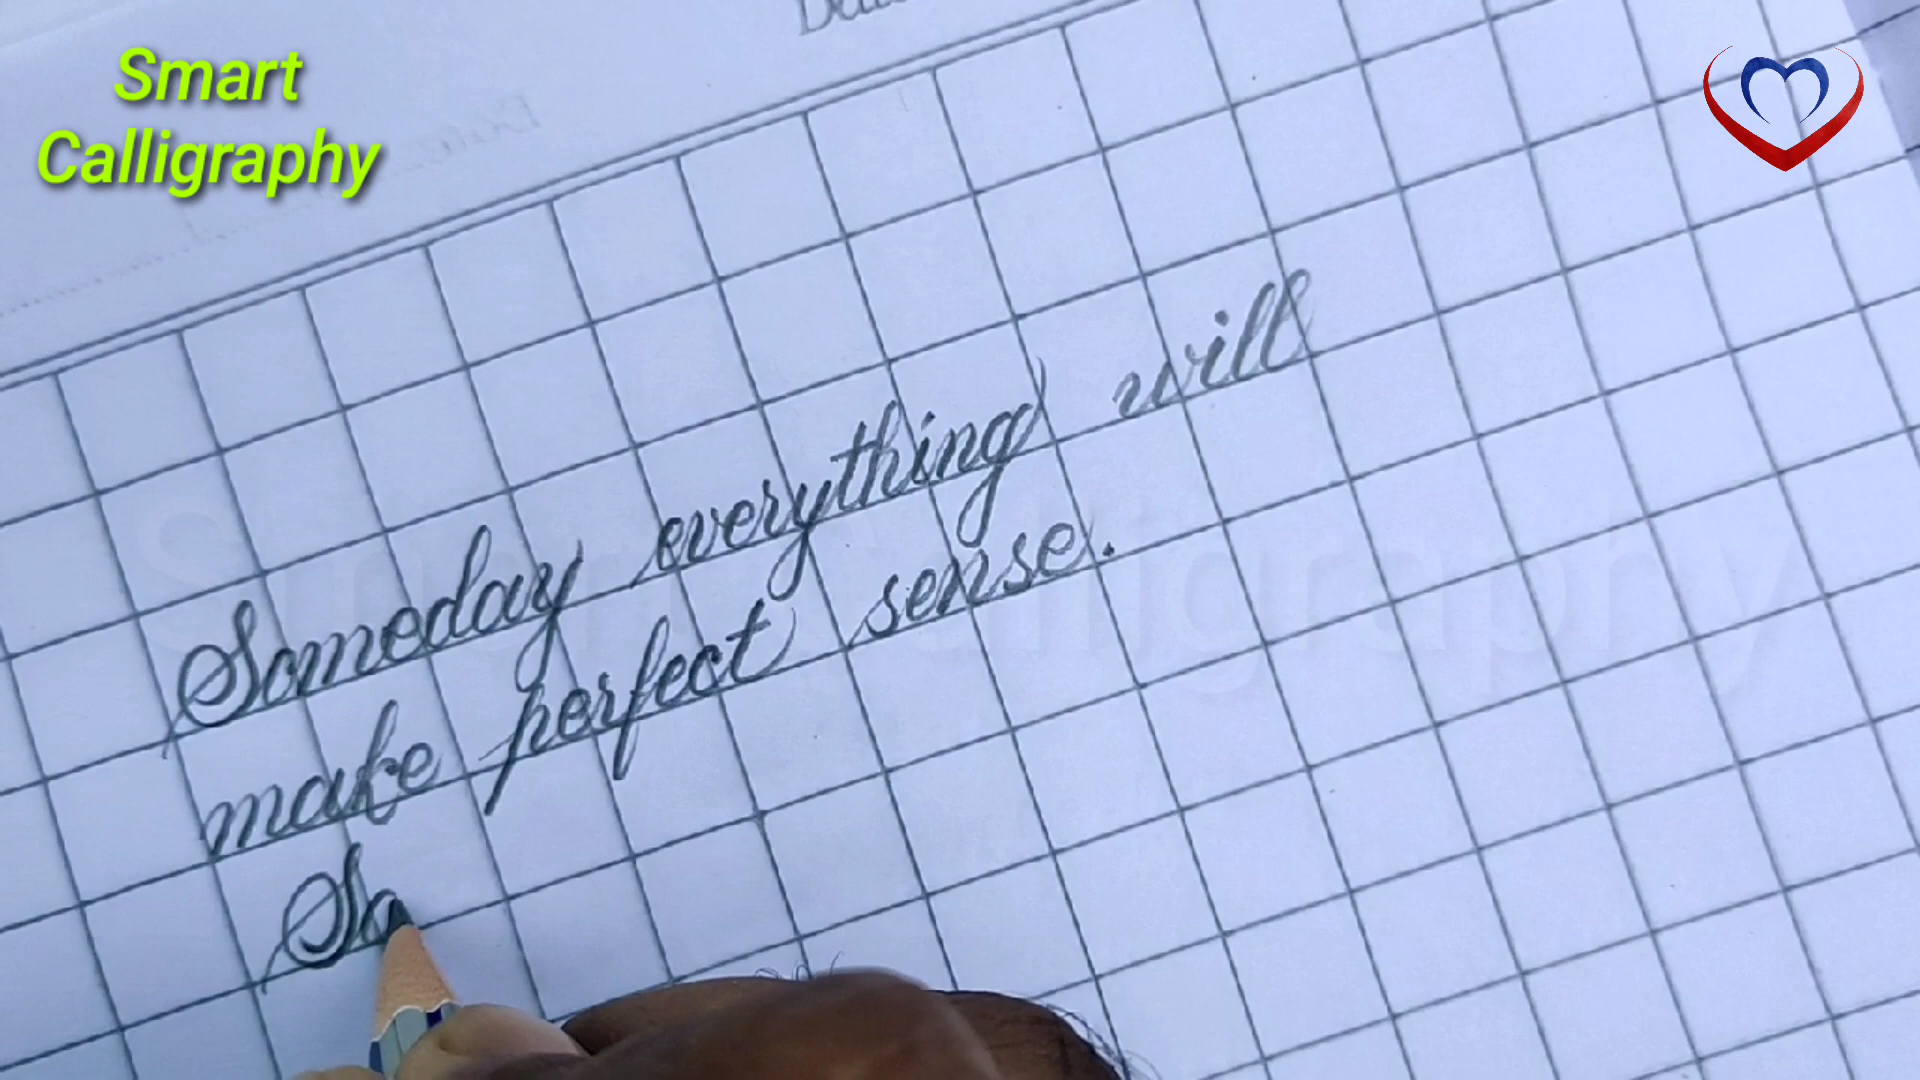 Smart
Calligraphy
Someday everything will
make perfect sense.
So